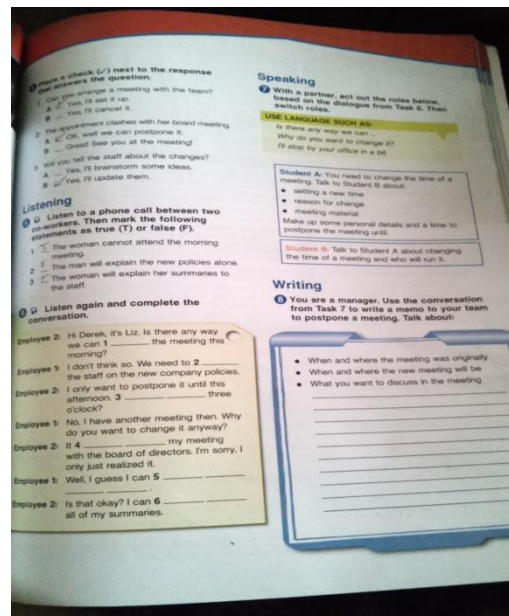 Place a check (✓) next to the response
that answers the question.
1 Can you arrange a meeting with the team?
A ✓ Yes, I'll set it up.
B _ Yes, I'll cancel it.
2 The appointment clashes with her board meeting.
A ✓ OK, well we can postpone it.
B _ Great! See you at the meeting!
3 Will you tell the staff about the changes?
A _ Yes, I'll brainstorm some ideas.
B ✓ Yes, I'll update them.
Listening
Listen to a phone call between two
co-workers. Then mark the following
statements as true (T) or false (F).
1 The woman cannot attend the morning
meeting.
2 The man will explain the new policies alone.
3 The woman will explain her summaries to
the staff.
Listen again and complete the
conversation.
Employee 2: Hi Derek, it's Liz. Is there any way
we can 1 ______ the meeting this
morning?
Employee 1: I don't think so. We need to 2 ______
the staff on the new company policies.
Employee 2: I only want to postpone it until this
afternoon. 3 ______ ______ three
o'clock?
Employee 1: No, I have another meeting then. Why
do you want to change it anyway?
Employee 2: It 4 ______ ______ my meeting
with the board of directors. I'm sorry, I
only just realized it.
Employee 1: Well, I guess I can 5 ______ ______
______ ______.
Employee 2: Is that okay? I can 6 ______ ______
all of my summaries.
Speaking
7 With a partner, act out the roles below,
based on the dialogue from Task 6. Then
switch roles.
USE LANGUAGE SUCH AS:
Is there any way we can ...
Why do you want to change it?
I'll stop by your office in a bit.
Student A: You need to change the time of a
meeting. Talk to Student B about:
• setting a new time
• reason for change
• meeting material
Make up some personal details and a time to
postpone the meeting until.
Student B: Talk to Student A about changing
the time of a meeting and who will run it.
Writing
8 You are a manager. Use the conversation
from Task 7 to write a memo to your team
to postpone a meeting. Talk about:
• When and where the meeting was originally
• When and where the new meeting will be
• What you want to discuss in the meeting